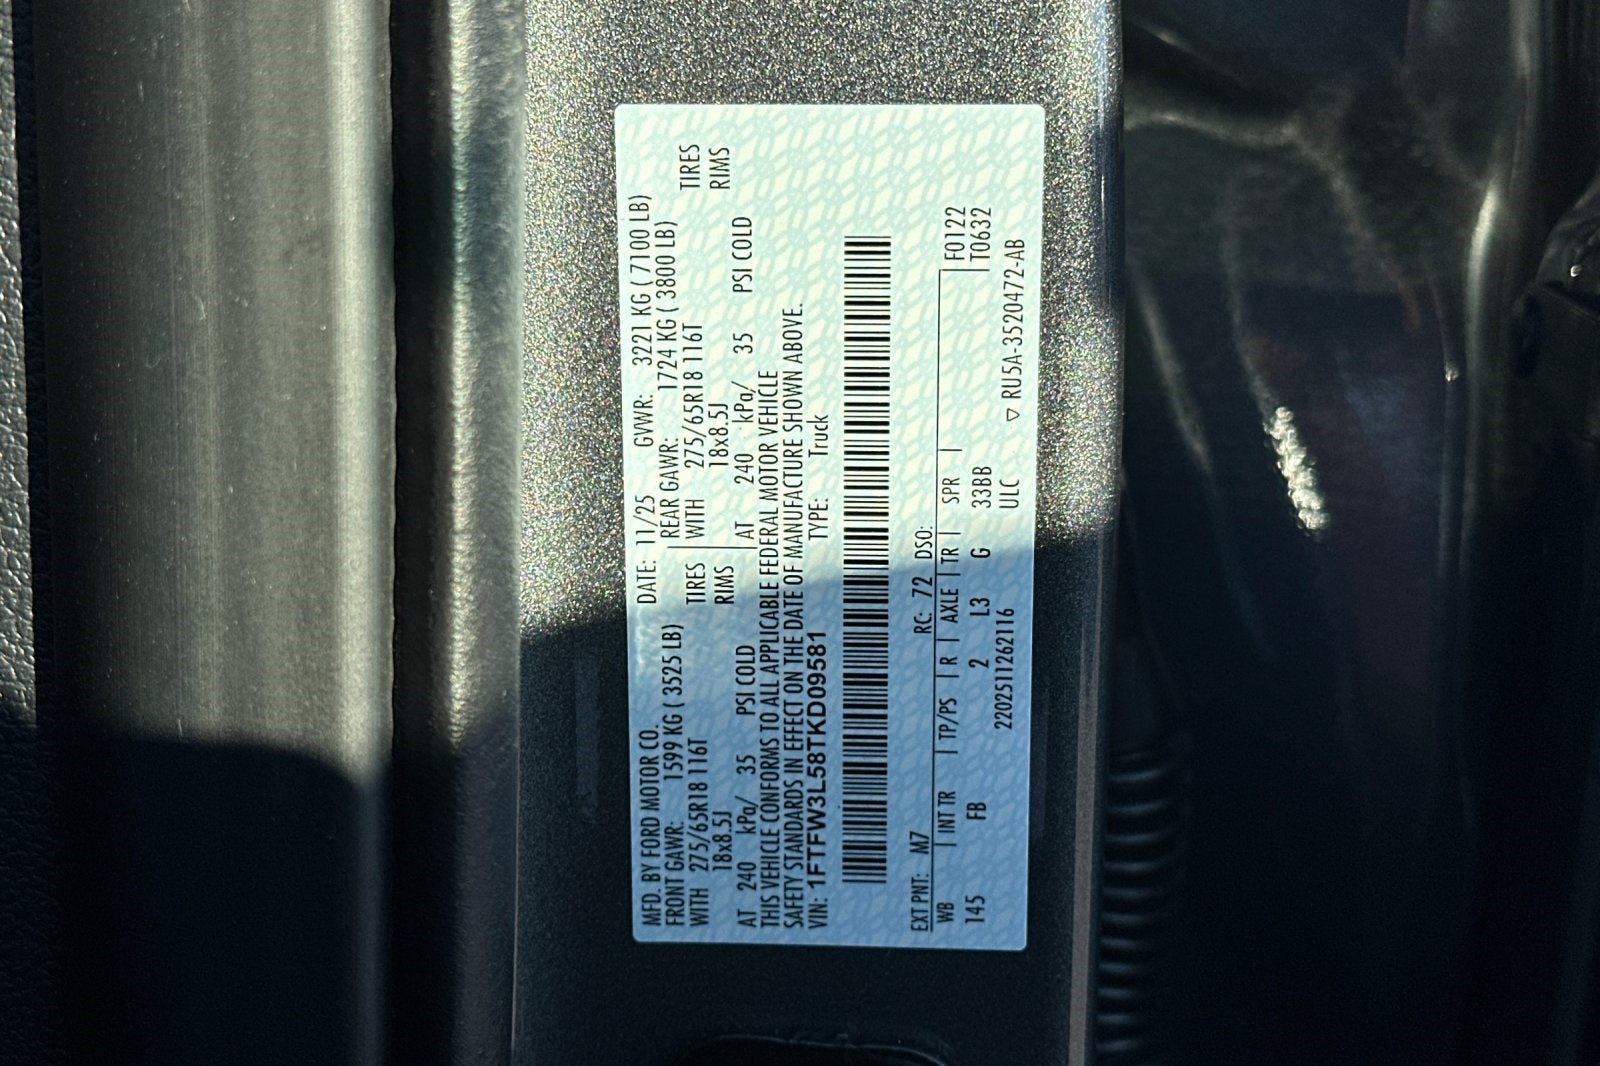 MFD. BY FORD MOTOR CO. DATE: 11/25 GVWR: 3221 KG ( 7100 LB)
FRONT GAWR: 1599 KG ( 3525 LB) REAR GAWR: 1724 KG ( 3800 LB)
WITH 275/65R18 116T TIRES WITH 275/65R18 116T TIRES
18x8.5J RIMS 18x8.5J RIMS
AT 240 kPa/ 35 PSI COLD AT 240 kPa/ 35 PSI COLD
THIS VEHICLE CONFORMS TO ALL APPLICABLE FEDERAL MOTOR VEHICLE
SAFETY STANDARDS IN EFFECT ON THE DATE OF MANUFACTURE SHOWN ABOVE.
VIN: 1FTFW3L58TKD09581 TYPE: Truck
EXT PNT: M7 RC: 72 DSO:
WB | INT TR | TP/PS | R | AXLE | TR | SPR | F0122
145 FB 2 L3 G 33BB T0632
2202511262116 ULC ▽ RU5A-3520472-AB